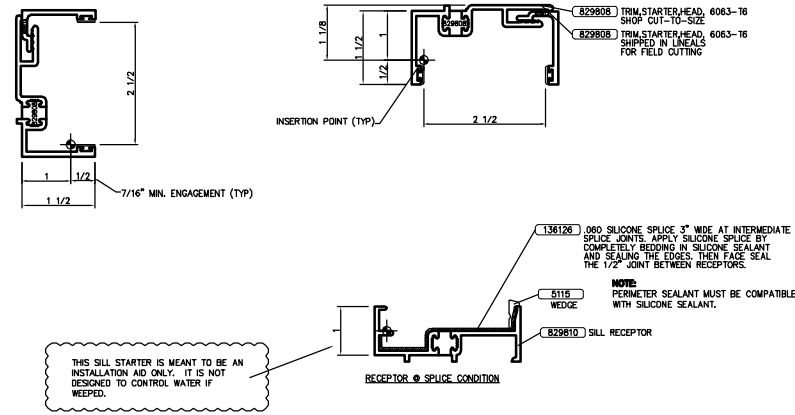 829808 TRIM,STARTER,HEAD, 6063-T6
SHOP CUT-TO-SIZE
829808 TRIM,STARTER,HEAD, 6063-T6
SHIPPED IN LINEALS
FOR FIELD CUTTING
829808
1 1/8
1 1/2
1
1/2
INSERTION POINT (TYP)
2 1/2
2 1/2
829808
1
1/2
1 1/2
7/16" MIN. ENGAGEMENT (TYP)
136126 .060 SILICONE SPLICE 3" WIDE AT INTERMEDIATE
SPLICE JOINTS. APPLY SILICONE SPLICE BY
COMPLETELY BEDDING IN SILICONE SEALANT
AND SEALING THE EDGES. THEN FACE SEAL
THE 1/2" JOINT BETWEEN RECEPTORS.
NOTE:
PERIMETER SEALANT MUST BE COMPATIBLE
WITH SILICONE SEALANT.
5115
WEDGE
829810 SILL RECEPTOR
1
RECEPTOR @ SPLICE CONDITION
THIS SILL STARTER IS MEANT TO BE AN
INSTALLATION AID ONLY. IT IS NOT
DESIGNED TO CONTROL WATER IF
WEEPED.